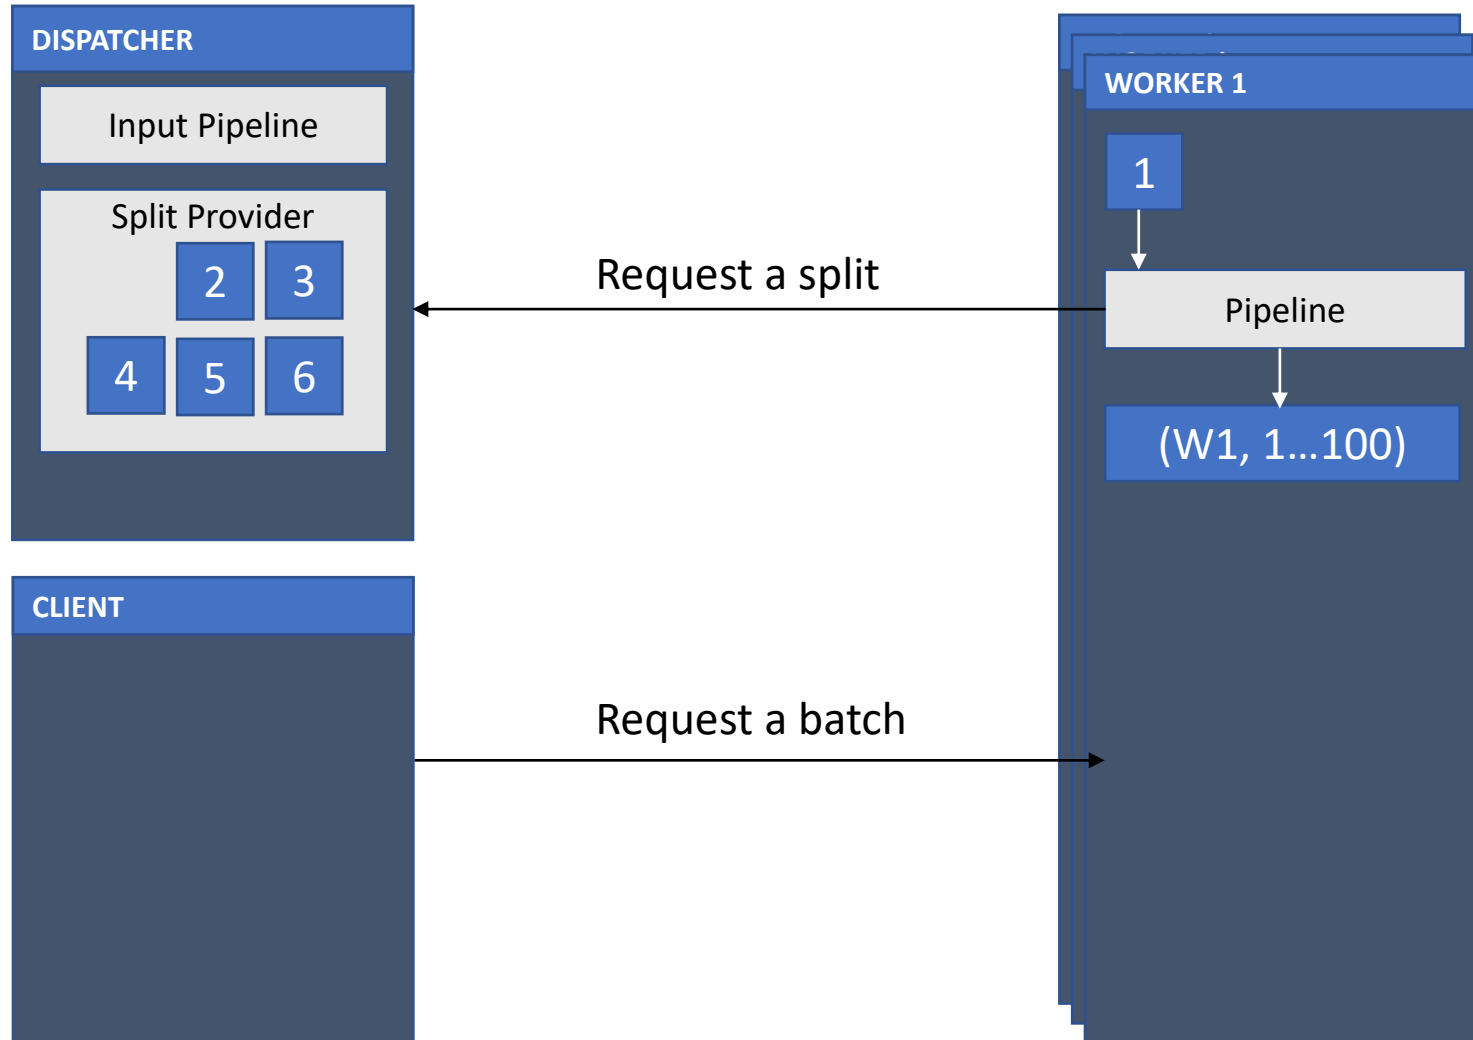 DISPATCHER
Input Pipeline
Split Provider
2 3
4 5 6
Request a split
WORKER 1
1
Pipeline
(W1, 1...100)
CLIENT
Request a batch